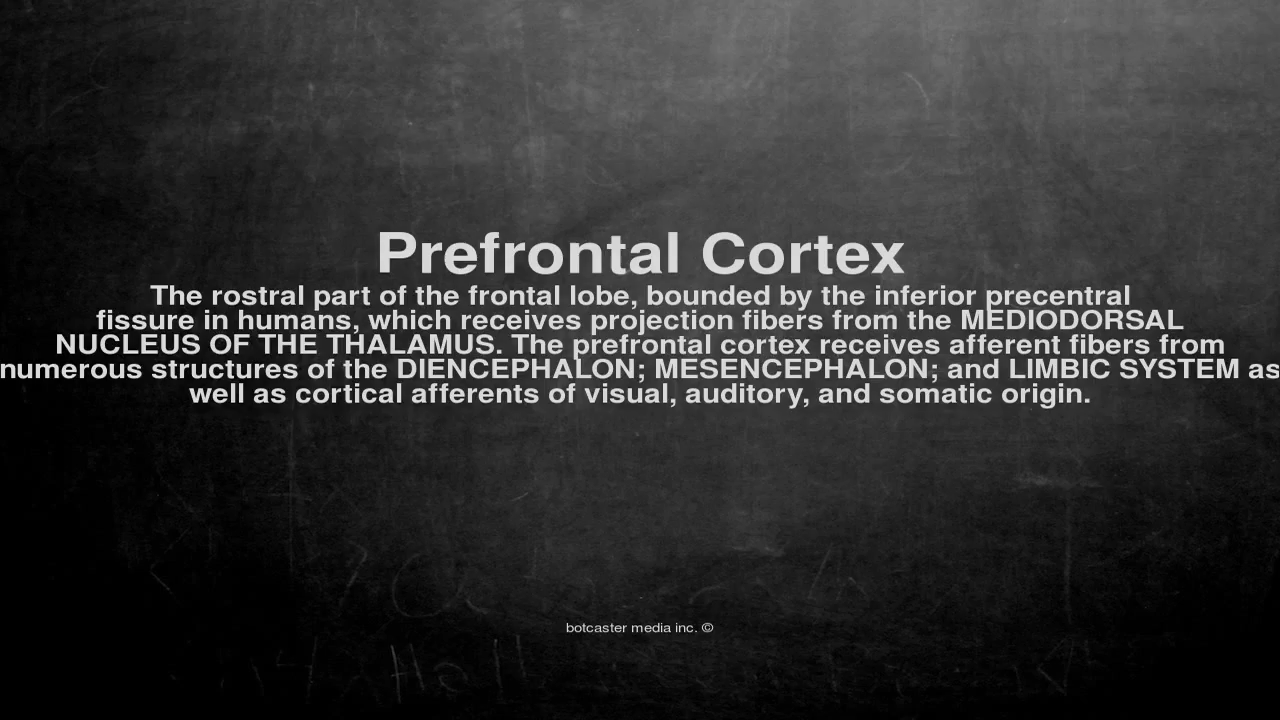 Prefrontal Cortex
The rostral part of the frontal lobe, bounded by the inferior precentral
fissure in humans, which receives projection fibers from the MEDIODORSAL
NUCLEUS OF THE THALAMUS. The prefrontal cortex receives afferent fibers from
numerous structures of the DIENCEPHALON; MESENCEPHALON; and LIMBIC SYSTEM as
well as cortical afferents of visual, auditory, and somatic origin.
botcaster media inc. ©